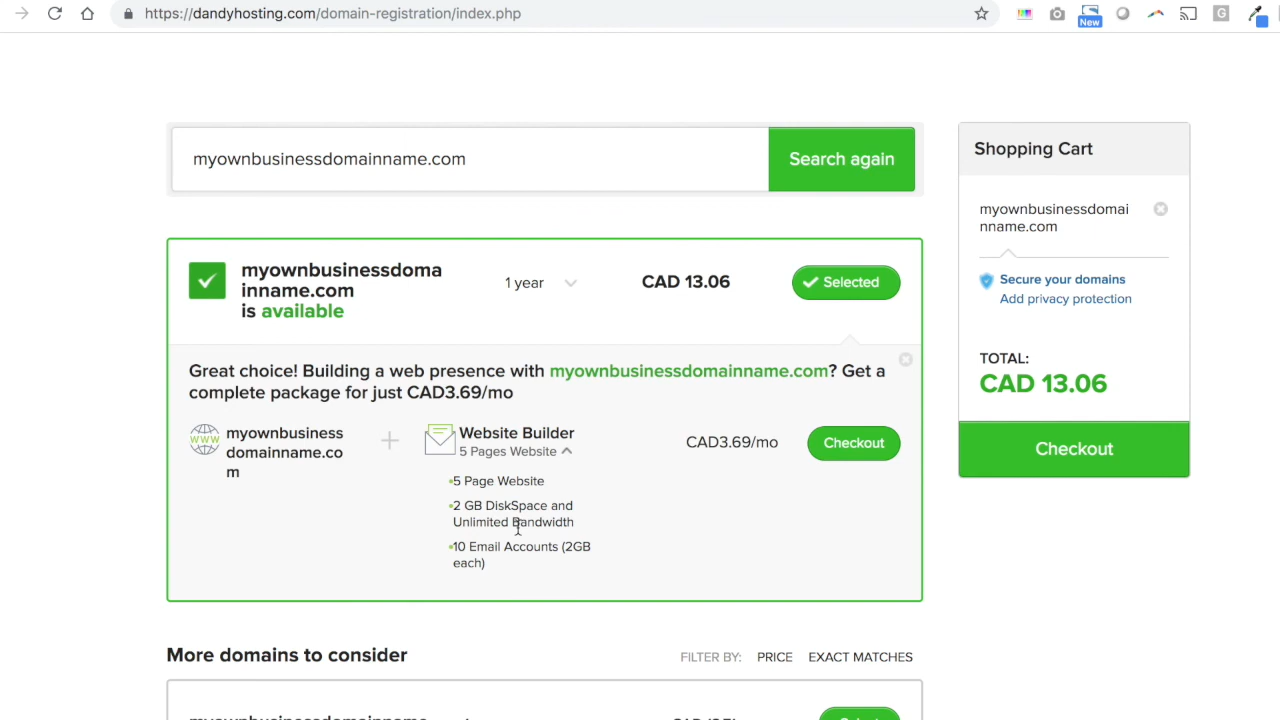 https://dandyhosting.com/domain-registration/index.php
New
G
myownbusinessdomainname.com
Search again
Shopping Cart
myownbusinessdomai
nname.com
myownbusinessdoma
inname.com
is available
1 year
CAD 13.06
Selected
Secure your domains
Add privacy protection
TOTAL:
CAD 13.06
Checkout
Great choice! Building a web presence with myownbusinessdomainname.com? Get a
complete package for just CAD3.69/mo
www
myownbusiness
domainname.co
m
Website Builder
5 Pages Website
CAD3.69/mo
Checkout
•5 Page Website
•2 GB DiskSpace and
Unlimited Bandwidth
•10 Email Accounts (2GB
each)
More domains to consider
FILTER BY: PRICE EXACT MATCHES